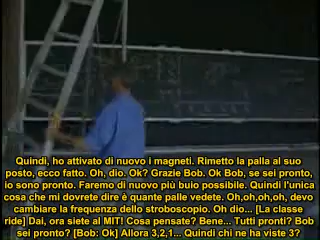 Quindi, ho attivato di nuovo i magneti. Rimetto la palla al suo
posto, ecco fatto. Ok? Grazie Bob. Ok Bob, se sei pronto,
io sono pronto. Faremo di nuovo più buio possibile. Quindi l'unica
cosa che mi dovrete dire è quante palle vedete. Oh,oh,oh,oh, devo
cambiare la frequenza dello stroboscopio. Oh dio... [La classe
ride] Dai, ora siete al MIT! Cosa pensate? Bene... Tutti pronti? Bob
sei pronto? [Bob: Ok] Allora 3,2,1... Quindi chi ne ha viste 3?